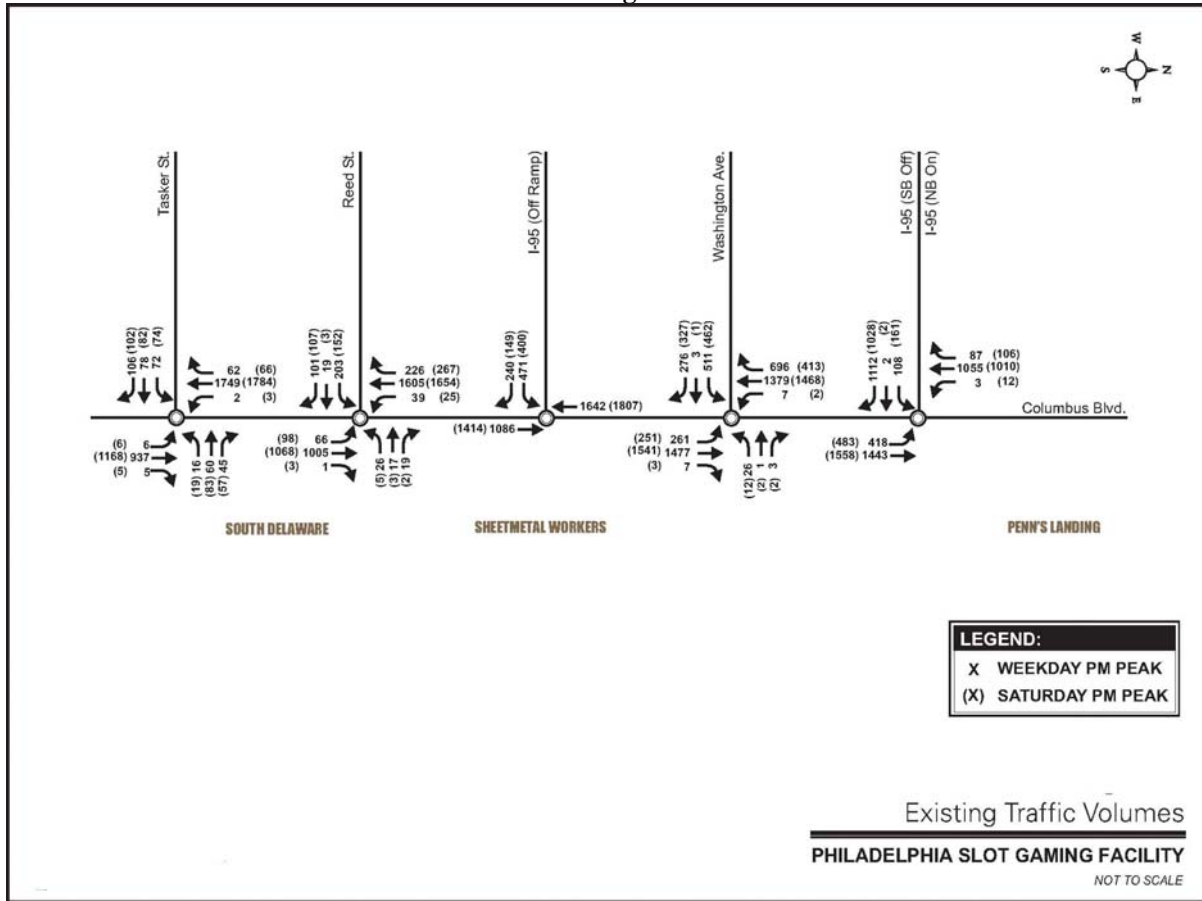 W
S
N
E
Tasker St.
Reed St.
I-95 (Off Ramp)
Washington Ave.
I-95 (SB Off)
I-95 (NB On)
106 (102)
78 (82)
72 (74)
62 (66)
1749 (1784)
2 (3)
101 (107)
19 (3)
203 (152)
226 (267)
1605 (1654)
39 (25)
240 (149)
471 (400)
1642 (1807)
276 (327)
3 (1)
511 (462)
696 (413)
1379 (1468)
7 (2)
1112 (1028)
2 (2)
108 (161)
87 (106)
1055 (1010)
3 (12)
Columbus Blvd.
(6) 6
(1168) 937
(5) 5
(19) 16
(83) 60
(57) 45
(98) 66
(1068) 1005
(3) 1
(5) 26
(3) 17
(2) 19
(1414) 1086
(251) 261
(1541) 1477
(3) 7
(12) 26
(2) 1
(2) 3
(483) 418
(1558) 1443
SOUTH DELAWARE
SHEETMETAL WORKERS
PENN'S LANDING
LEGEND:
X WEEKDAY PM PEAK
(X) SATURDAY PM PEAK
Existing Traffic Volumes
PHILADELPHIA SLOT GAMING FACILITY
NOT TO SCALE